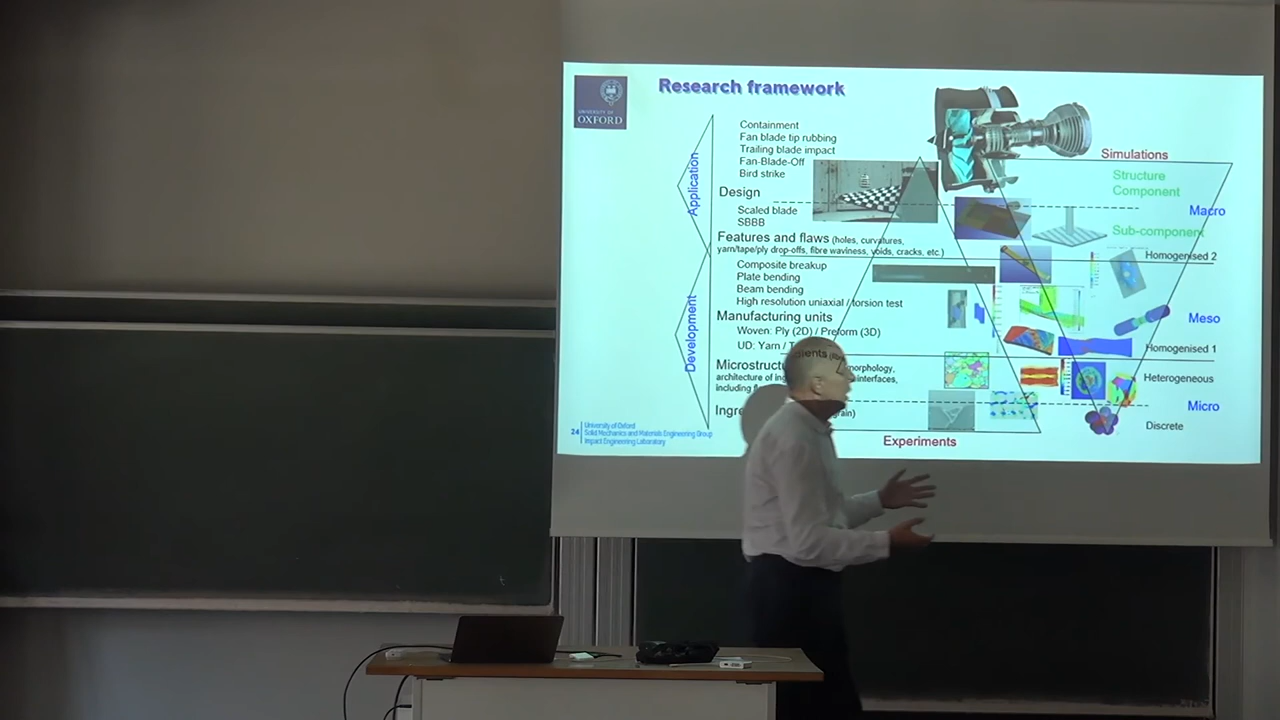 Research framework
UNIVERSITY OF
OXFORD
Application
Development
Containment
Fan blade tip rubbing
Trailing blade impact
Fan-Blade-Off
Bird strike
Design
Scaled blade
SBBB
Features and flaws (holes, curvatures,
yarn/tape/ply drop-offs, fibre waviness, voids, cracks, etc.)
Composite breakup
Plate bending
Beam bending
High resolution uniaxial / torsion test
Manufacturing units
Woven: Ply (2D) / Preform (3D)
UD: Yarn /
morphology,
architecture of
including
Simulations
Structure
Component
Macro
Sub-component
Homogenised 2
Meso
Homogenised 1
Heterogeneous
Micro
Discrete
Experiments
24
University of Oxford
Solid Mechanics and Materials Engineering Group
Impact Engineering Laboratory